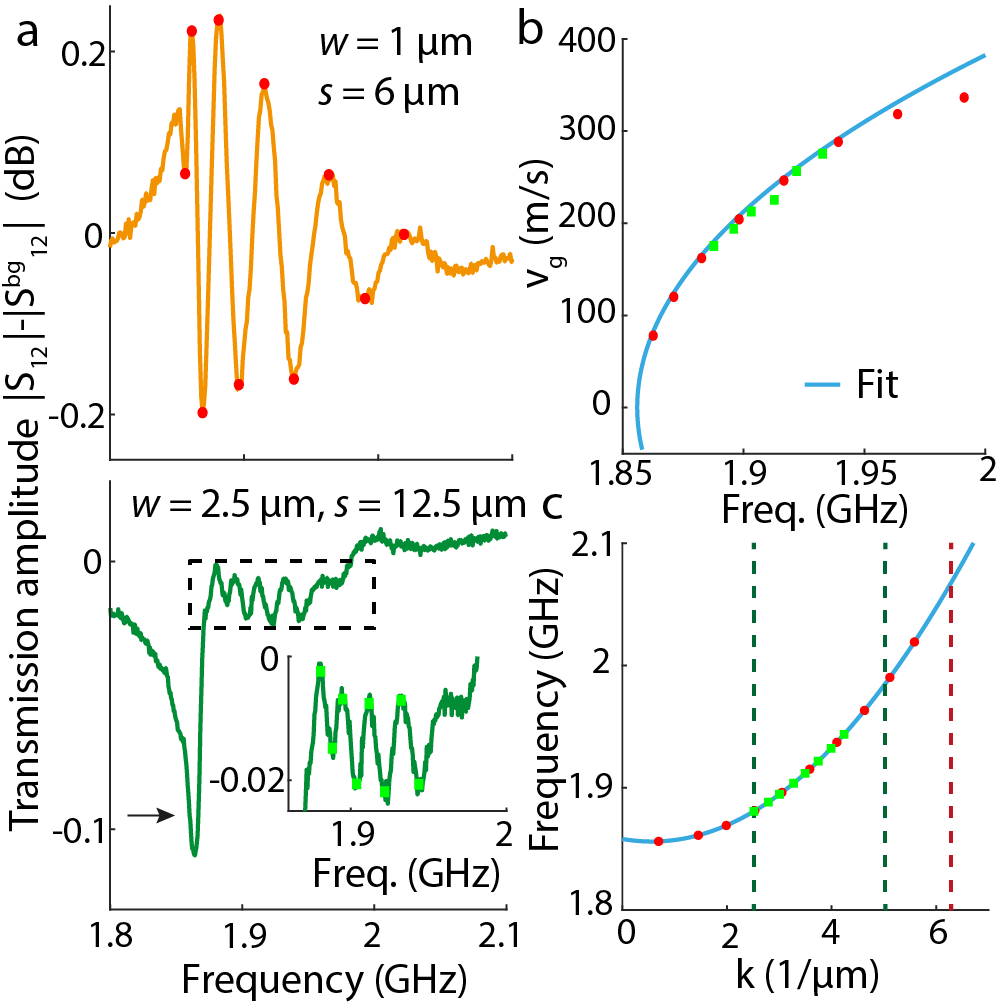 a
w = 1 µm
s = 6 µm
0.2
0
-0.2
Transmission amplitude |S12|-|Sbg12| (dB)
w = 2.5 µm, s = 12.5 µm
0
-0.1
0
-0.02
1.9
2
Freq. (GHz)
1.8
1.9
2
2.1
Frequency (GHz)
b
400
300
200
100
0
vg (m/s)
Fit
1.85
1.9
1.95
2
Freq. (GHz)
c
2.1
2
1.9
1.8
Frequency (GHz)
0
2
4
6
k (1/µm)